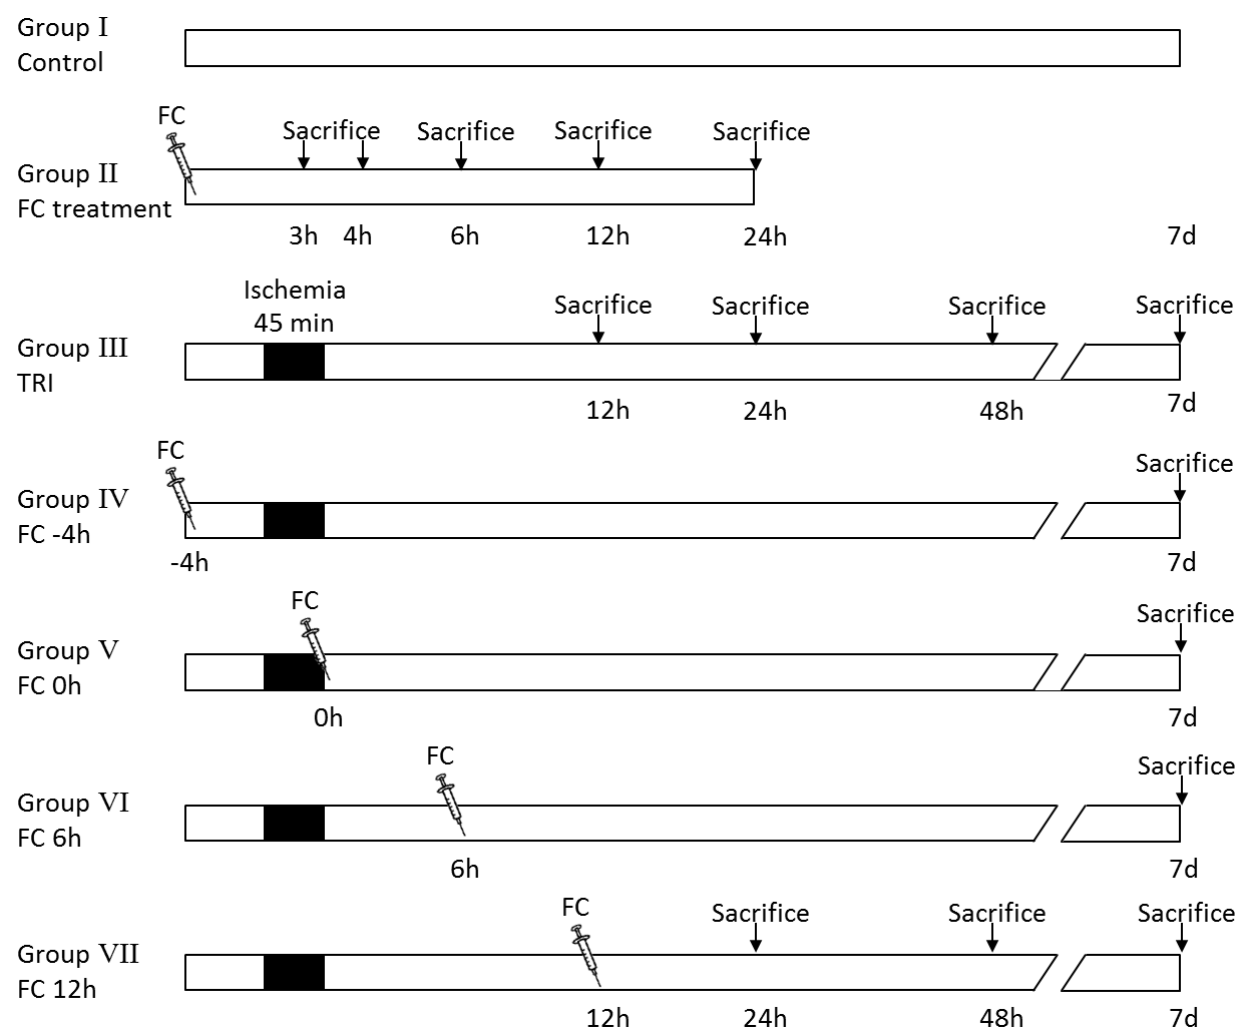 Group I
Control
FC
Sacrifice Sacrifice Sacrifice Sacrifice
Group II
FC treatment
3h 4h 6h 12h 24h 7d
Ischemia
45 min
Sacrifice Sacrifice Sacrifice Sacrifice
Group III
TRI
12h 24h 48h 7d
FC
Sacrifice
Group IV
FC -4h
-4h 7d
FC
Sacrifice
Group V
FC 0h
0h 7d
FC
Sacrifice
Group VI
FC 6h
6h 7d
FC Sacrifice Sacrifice Sacrifice
Group VII
FC 12h
12h 24h 48h 7d